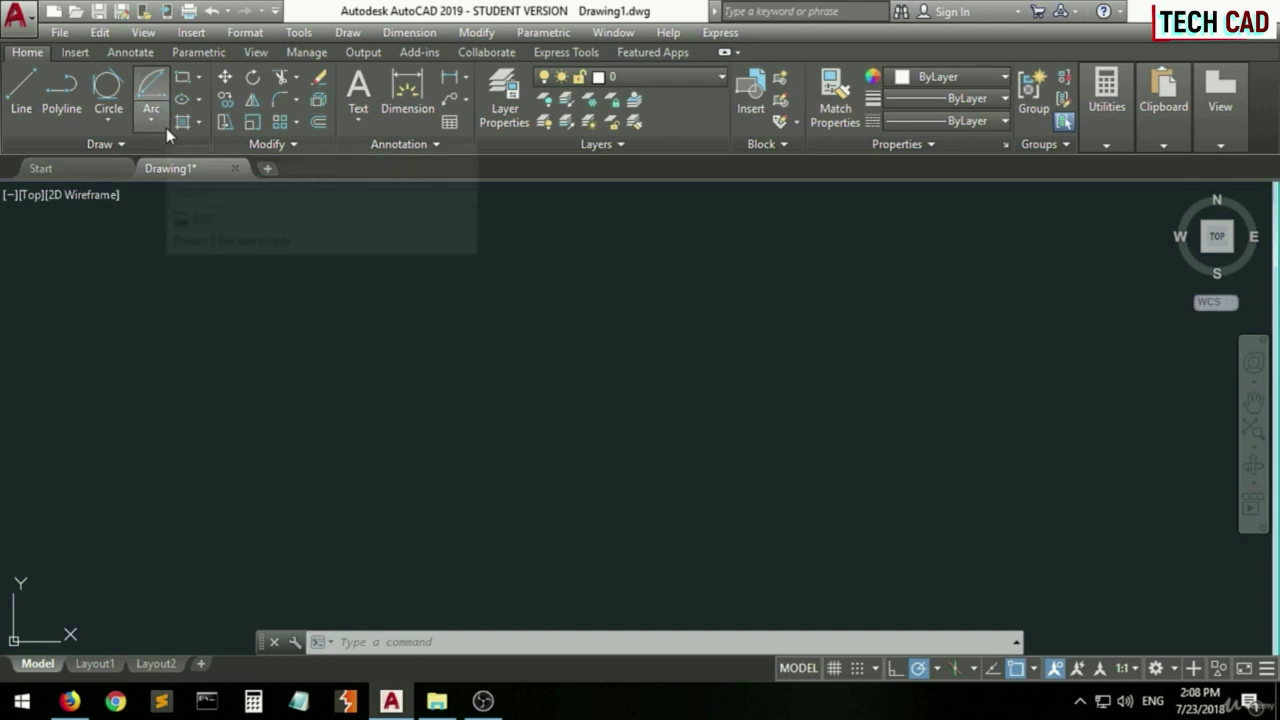 Autodesk AutoCAD 2019 - STUDENT VERSION Drawing1.dwg
Type a keyword or phrase
Sign In
TECH CAD
File Edit View Insert Format Tools Draw Dimension Modify Parametric Window Help Express
Home Insert Annotate Parametric View Manage Output Add-ins Collaborate Express Tools Featured Apps
0
ByLayer
ByLayer
ByLayer
Line Polyline Circle Arc
Text Dimension
Layer Properties
Insert
Match Properties
Group
Utilities
Clipboard
View
Draw Modify Annotation Layers Block Properties Groups
Start Drawing1*
[−][Top][2D Wireframe]
N
W TOP E
S
WCS
Y
X
Type a command
Model Layout1 Layout2
MODEL 1:1
ENG
2:08 PM
7/23/2018